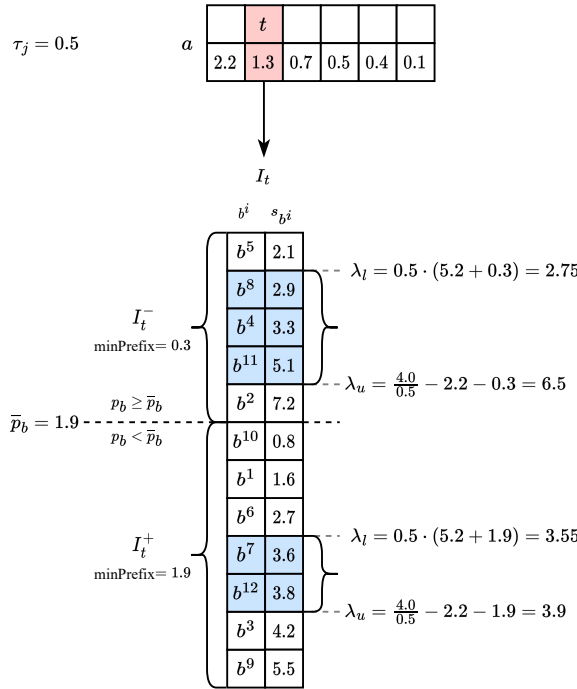 τ_j = 0.5
a
t
2.2 1.3 0.7 0.5 0.4 0.1
I_t
b^i s_{b^i}
b^5 2.1
λ_l = 0.5 · (5.2 + 0.3) = 2.75
b^8 2.9
b^4 3.3
I_t^−
minPrefix= 0.3
b^11 5.1
λ_u = 4.0/0.5 − 2.2 − 0.3 = 6.5
b^2 7.2
p_b ≥ p̅_b
p̅_b = 1.9
p_b < p̅_b
b^10 0.8
b^1 1.6
b^6 2.7
λ_l = 0.5 · (5.2 + 1.9) = 3.55
I_t^+
minPrefix= 1.9
b^7 3.6
b^12 3.8
λ_u = 4.0/0.5 − 2.2 − 1.9 = 3.9
b^3 4.2
b^9 5.5